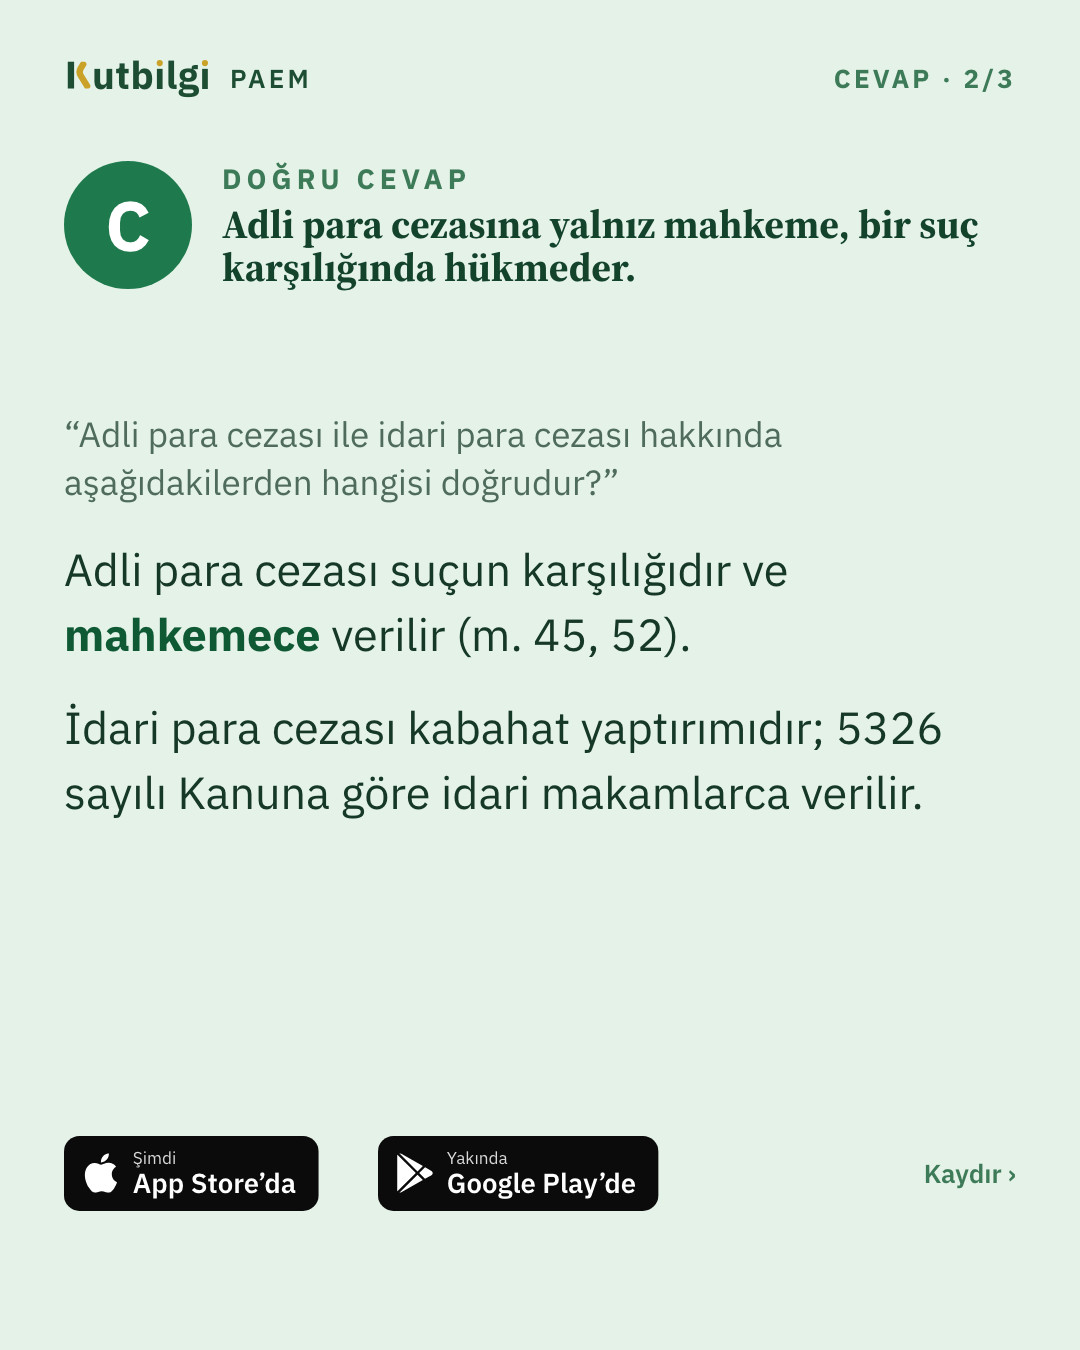 Kutbilgi PAEM
CEVAP · 2/3
C
DOĞRU CEVAP
Adli para cezasına yalnız mahkeme, bir suç
karşılığında hükmeder.
“Adli para cezası ile idari para cezası hakkında
aşağıdakilerden hangisi doğrudur?”
Adli para cezası suçun karşılığıdır ve
mahkemece verilir (m. 45, 52).
İdari para cezası kabahat yaptırımıdır; 5326
sayılı Kanuna göre idari makamlarca verilir.
Şimdi
App Store’da
Yakında
Google Play’de
Kaydır ›